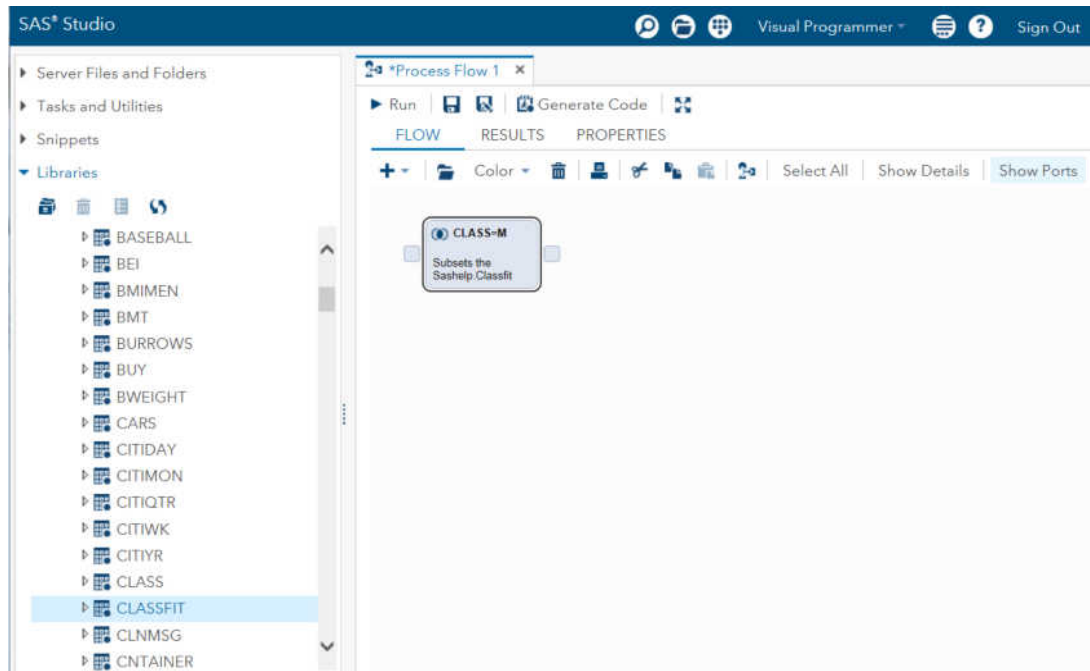 SAS® Studio
Visual Programmer
Sign Out
Server Files and Folders
Tasks and Utilities
Snippets
Libraries
BASEBALL
BEI
BMIMEN
BMT
BURROWS
BUY
BWEIGHT
CARS
CITIDAY
CITIMON
CITIQTR
CITIWK
CITIYR
CLASS
CLASSFIT
CLNMSG
CNTAINER
*Process Flow 1
Run
Generate Code
FLOW RESULTS PROPERTIES
Color Select All Show Details Show Ports
CLASS=M
Subsets the
Sashelp.Classfit